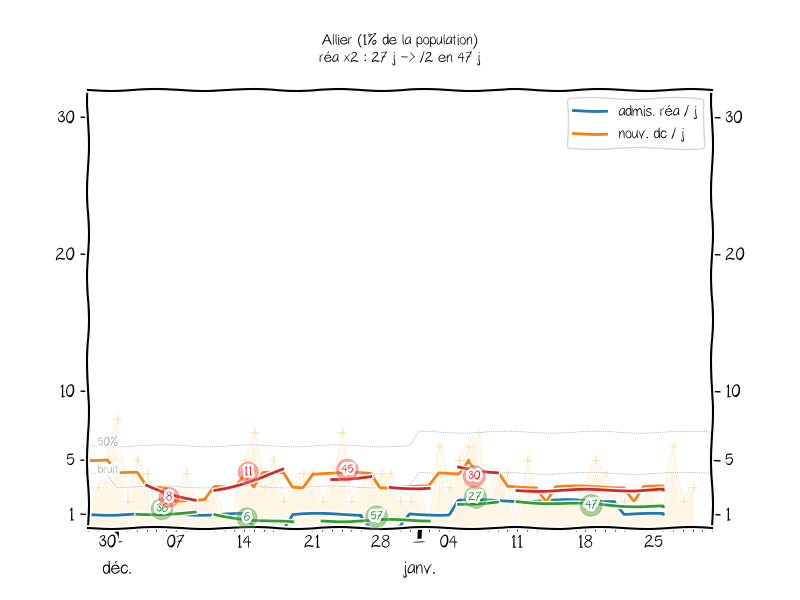 Allier (1% de la population)
réa x2 : 27 j -> /2 en 47 j
admis. réa / j
nouv. dc / j
30
30
20
20
10
10
50%
5
5
bruit
11
45
30
8
36
6
57
27
47
1
1
30 07 14 21 28 04 11 18 25
déc. janv.